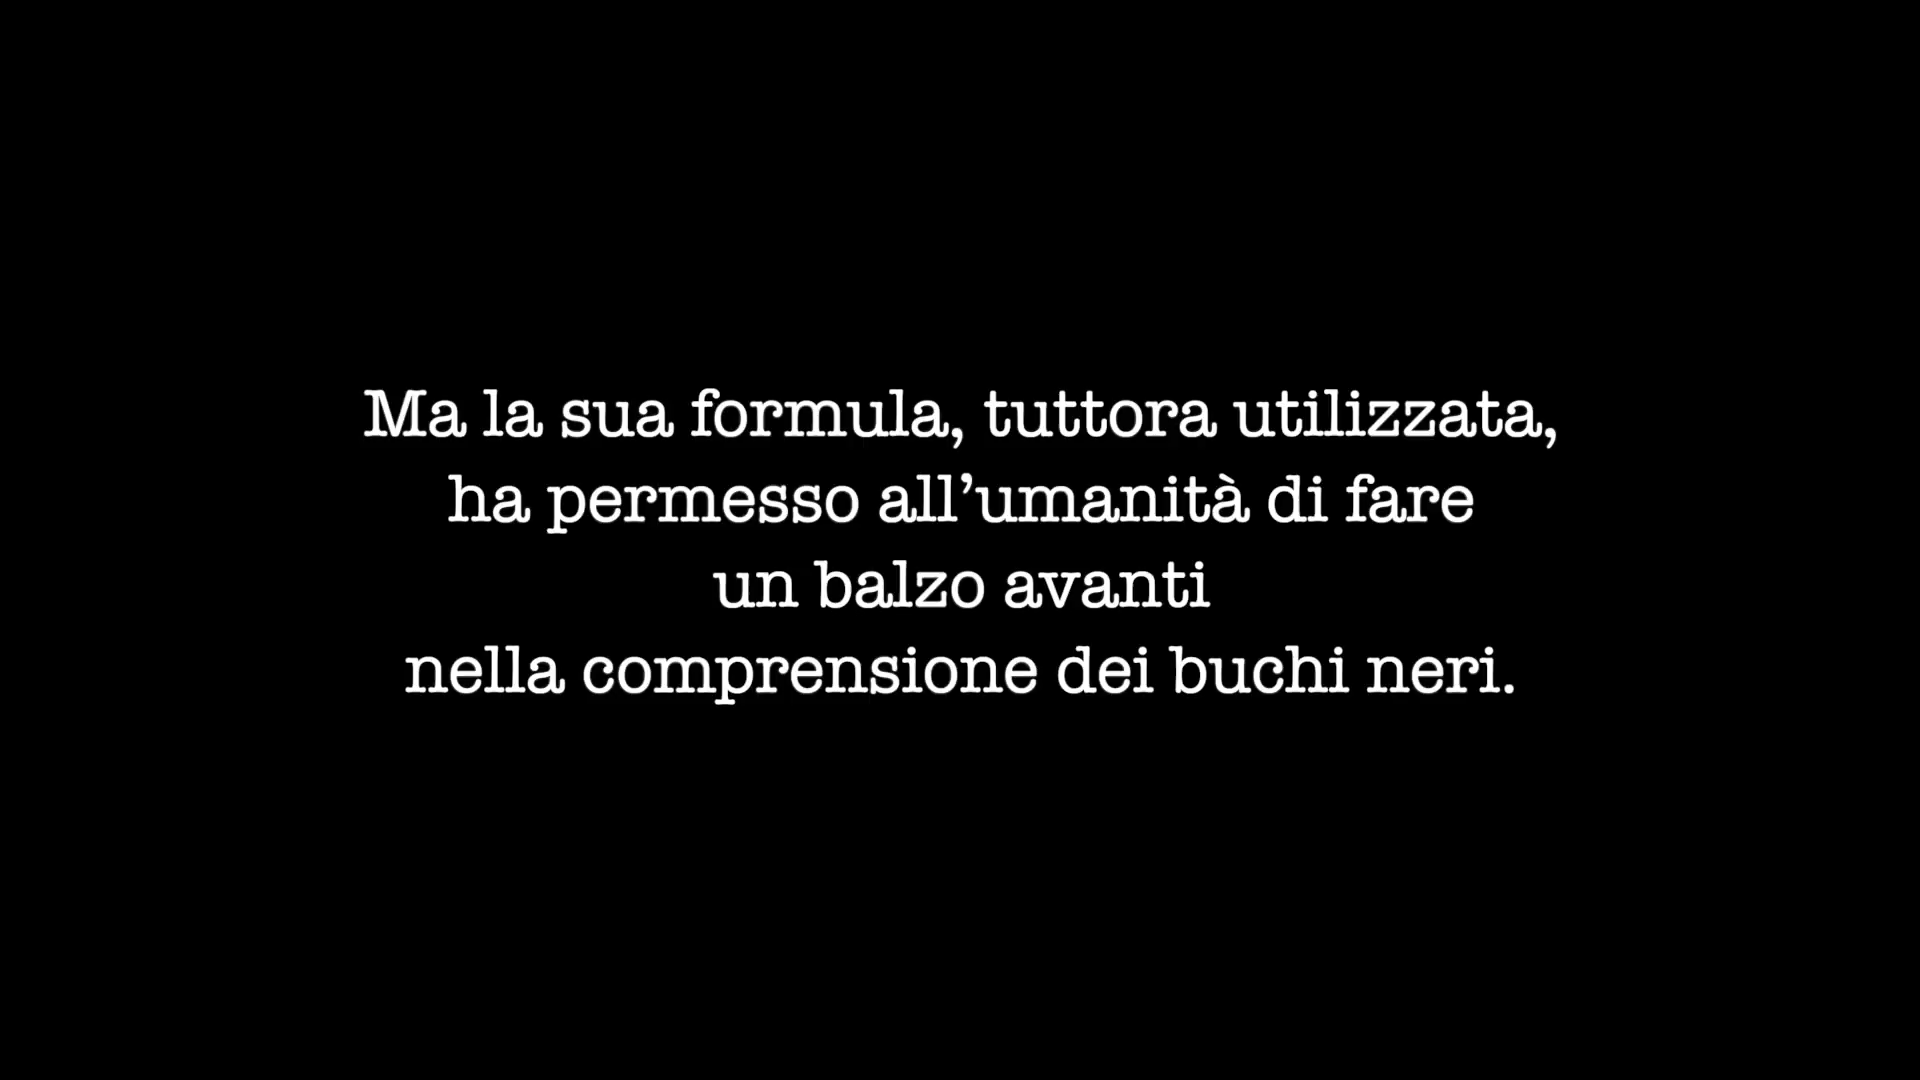 Ma la sua formula, tuttora utilizzata,
ha permesso all’umanità di fare
un balzo avanti
nella comprensione dei buchi neri.